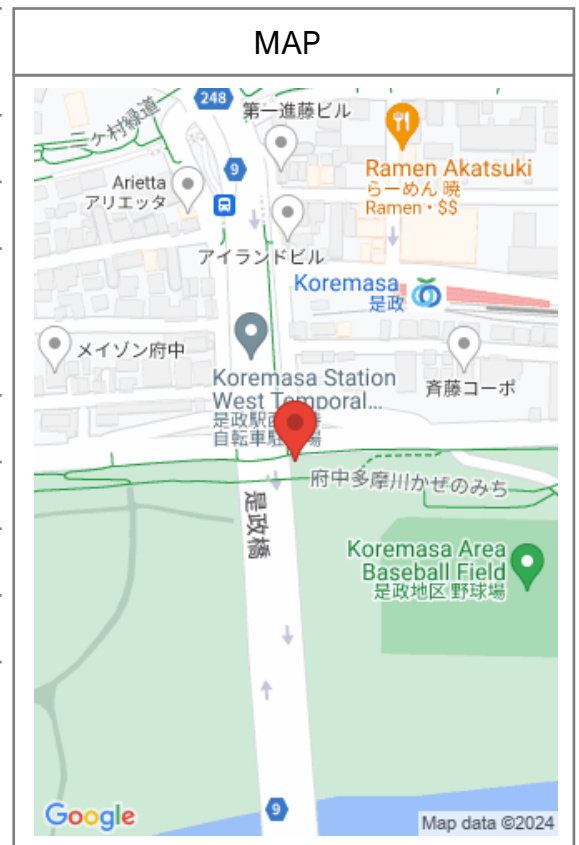 MAP
248
第一進藤ビル
二ヶ村緑道
9
Ramen Akatsuki
らーめん 暁
Ramen・$$
Arietta
アリエッタ
アイランドビル
Koremasa
是政
メイゾン府中
Koremasa Station
West Temporal...
是政駅
自転車駐 場
斉藤コーポ
府中多摩川かぜのみち
是政橋
Koremasa Area
Baseball Field
是政地区 野球場
9
Google
Map data ©2024